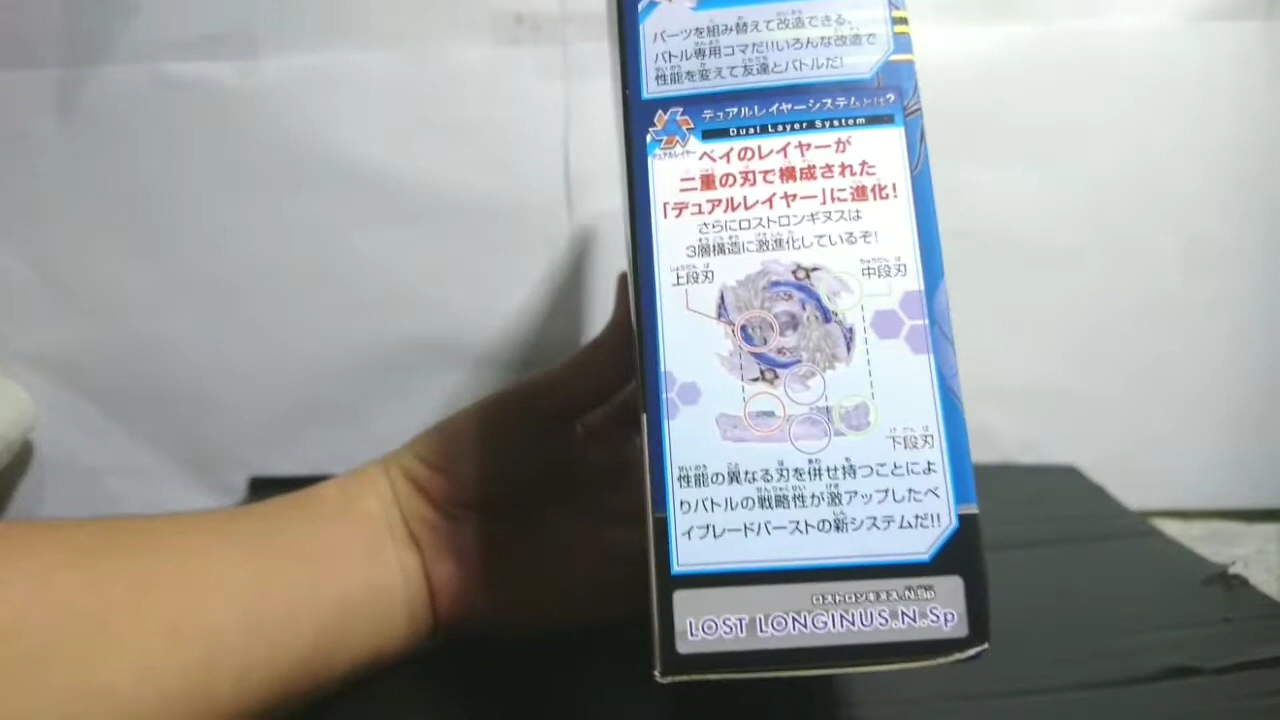 パーツを組み替えて改造できる、
バトル専用コマだ!!いろんな改造で
性能を変えて友達とバトルだ!
デュアルレイヤーシステムとは?
Dual Layer System
デュアルレイヤー
ベイのレイヤーが
二重の刃で構成された
「デュアルレイヤー」に進化!
さらにロストロンギヌスは
3層構造に激進化しているぞ!
上段刃
中段刃
下段刃
性能の異なる刃を併せ持つことによ
りバトルの戦略性が激アップしたベ
イブレードバーストの新システムだ!!
ロストロンギヌス.N.Sp
LOST LONGINUS.N.Sp